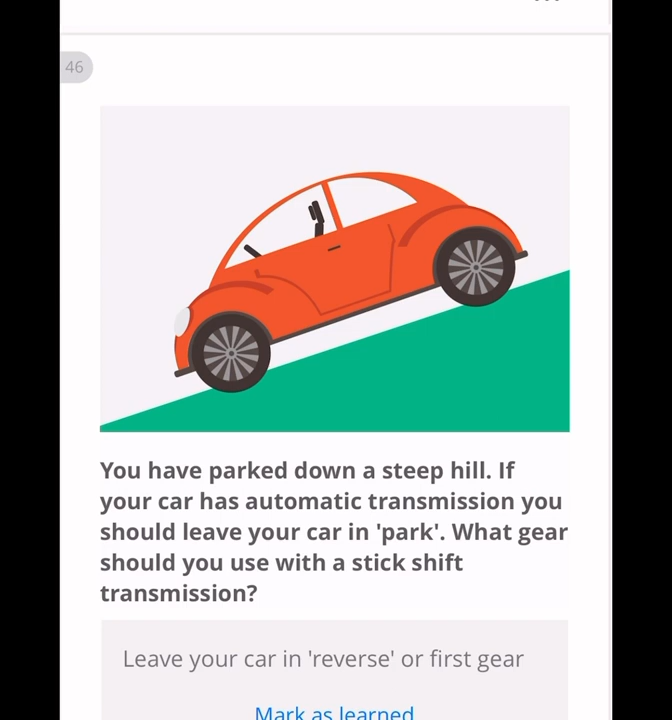 46
You have parked down a steep hill. If
your car has automatic transmission you
should leave your car in 'park'. What gear
should you use with a stick shift
transmission?
Leave your car in 'reverse' or first gear
Mark as learned